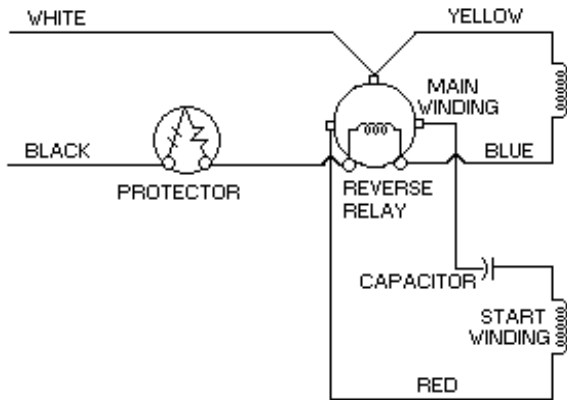 WHITE
YELLOW
MAIN
WINDING
BLACK
BLUE
PROTECTOR
REVERSE
RELAY
CAPACITOR
START
WINDING
RED